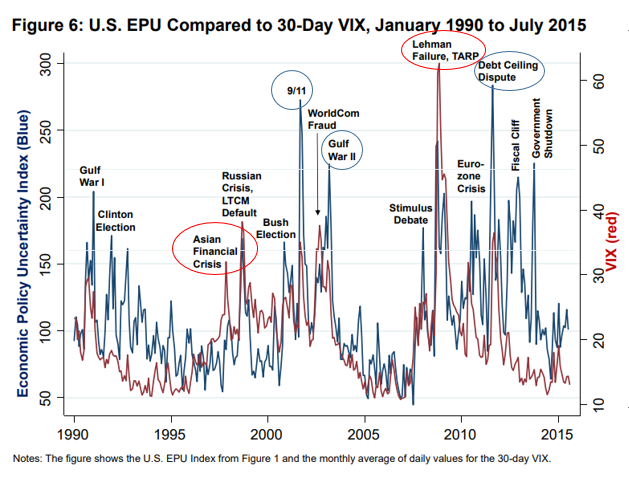 Figure 6: U.S. EPU Compared to 30-Day VIX, January 1990 to July 2015
Economic Policy Uncertainty Index (Blue)
300
250
200
150
100
50
Gulf
War I
Clinton
Election
Asian
Financial
Crisis
Russian
Crisis,
LTCM
Default
Bush
Election
9/11
WorldCom
Fraud
Gulf
War II
Stimulus
Debate
Lehman
Failure, TARP
Euro-
zone
Crisis
Debt Ceiling
Dispute
Fiscal Cliff
Government
Shutdown
60
50
40
30
20
10
VIX (red)
1990
1995
2000
2005
2010
2015
Notes: The figure shows the U.S. EPU Index from Figure 1 and the monthly average of daily values for the 30-day VIX.